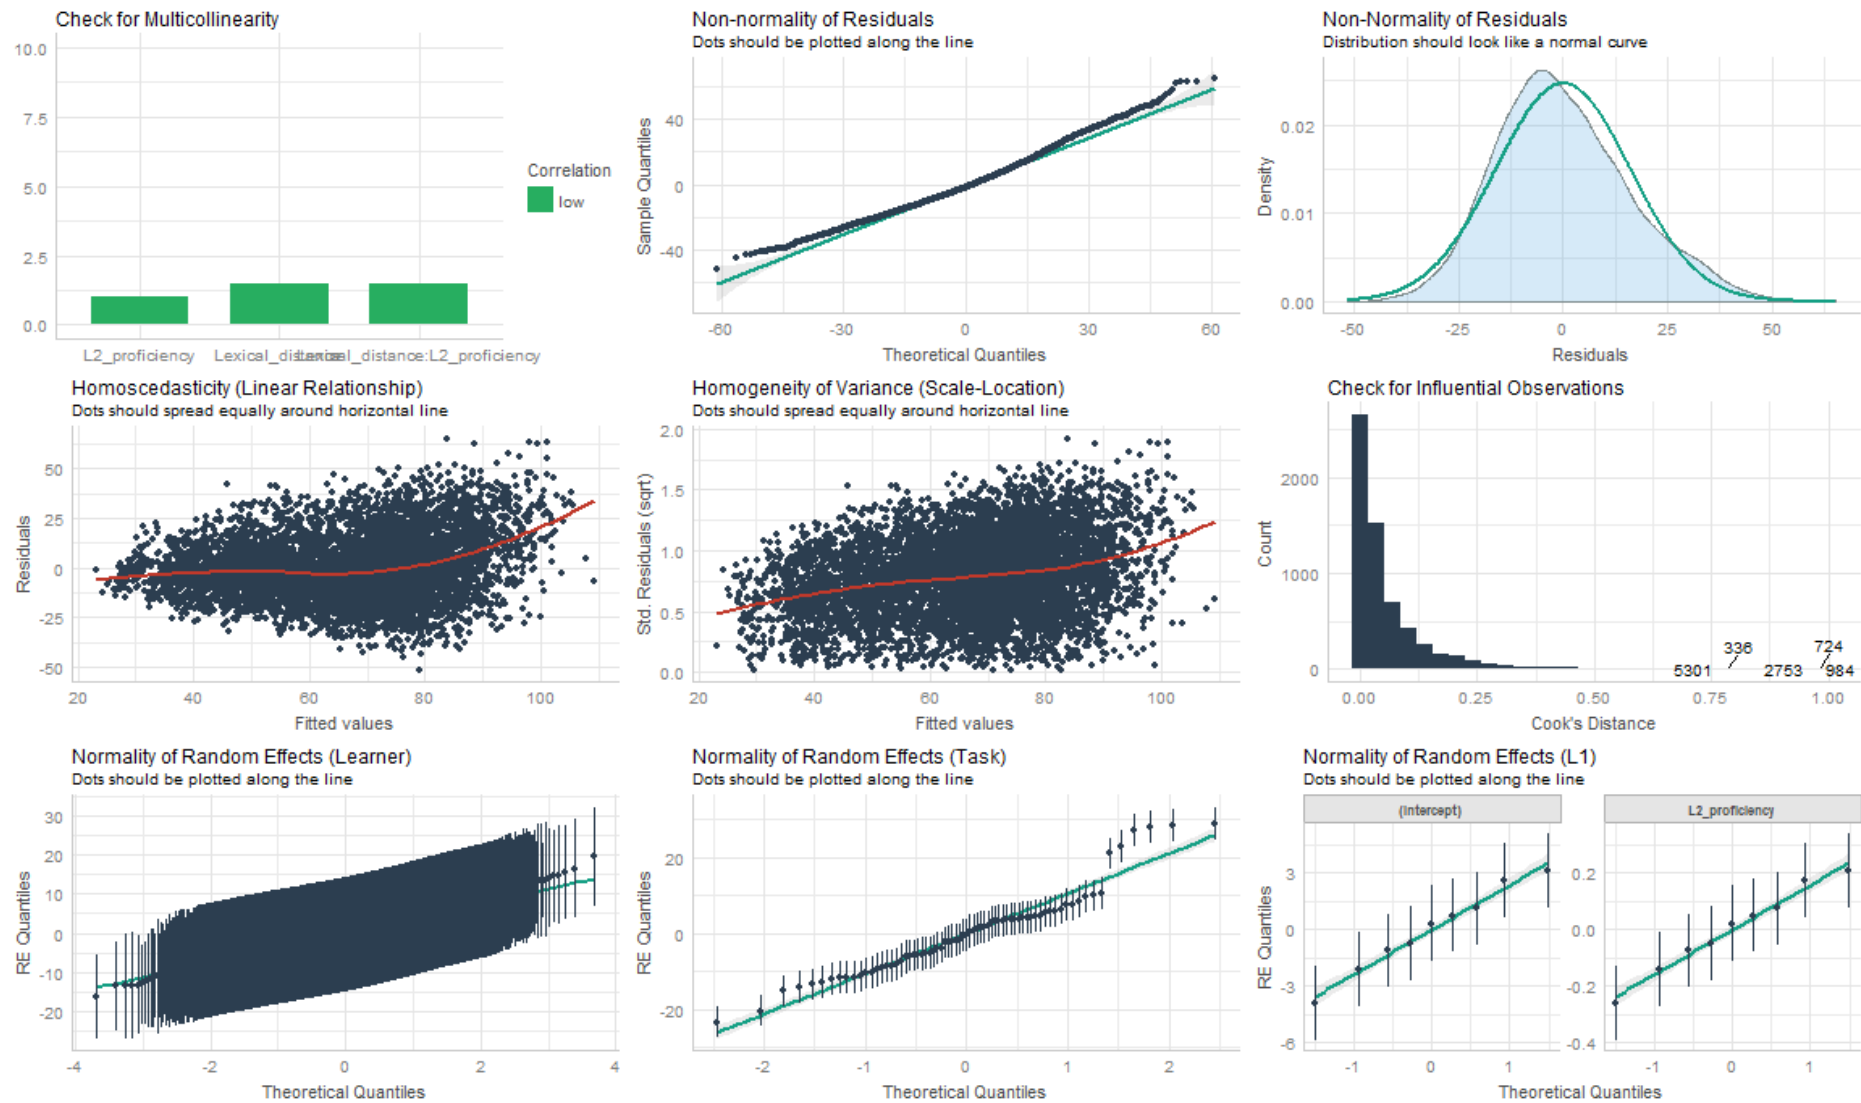 Check for Multicollinearity
10.0
7.5
5.0
2.5
0.0
L2_proficiency
Lexical_distance
Lexical_distance:L2_proficiency
Correlation
low
Non-normality of Residuals
Dots should be plotted along the line
Sample Quantiles
40
0
-40
-60 -30 0 30 60
Theoretical Quantiles
Non-Normality of Residuals
Distribution should look like a normal curve
Density
0.02
0.01
0.00
-50 -25 0 25 50
Residuals
Homoscedasticity (Linear Relationship)
Dots should spread equally around horizontal line
Residuals
50
25
0
-25
-50
20 40 60 80 100
Fitted values
Homogeneity of Variance (Scale-Location)
Dots should spread equally around horizontal line
Std. Residuals (sqrt)
2.0
1.5
1.0
0.5
0.0
20 40 60 80 100
Fitted values
Check for Influential Observations
Count
2000
1000
0
336
724
5301
2753
984
0.00 0.25 0.50 0.75 1.00
Cook's Distance
Normality of Random Effects (Learner)
Dots should be plotted along the line
RE Quantiles
30
20
10
0
-10
-20
-4 -2 0 2 4
Theoretical Quantiles
Normality of Random Effects (Task)
Dots should be plotted along the line
RE Quantiles
20
0
-20
-2 -1 0 1 2
Theoretical Quantiles
Normality of Random Effects (L1)
Dots should be plotted along the line
(Intercept)
L2_proficiency
RE Quantiles
3
0
-3
-6
0.2
0.0
-0.2
-0.4
-1 0 1
-1 0 1
Theoretical Quantiles